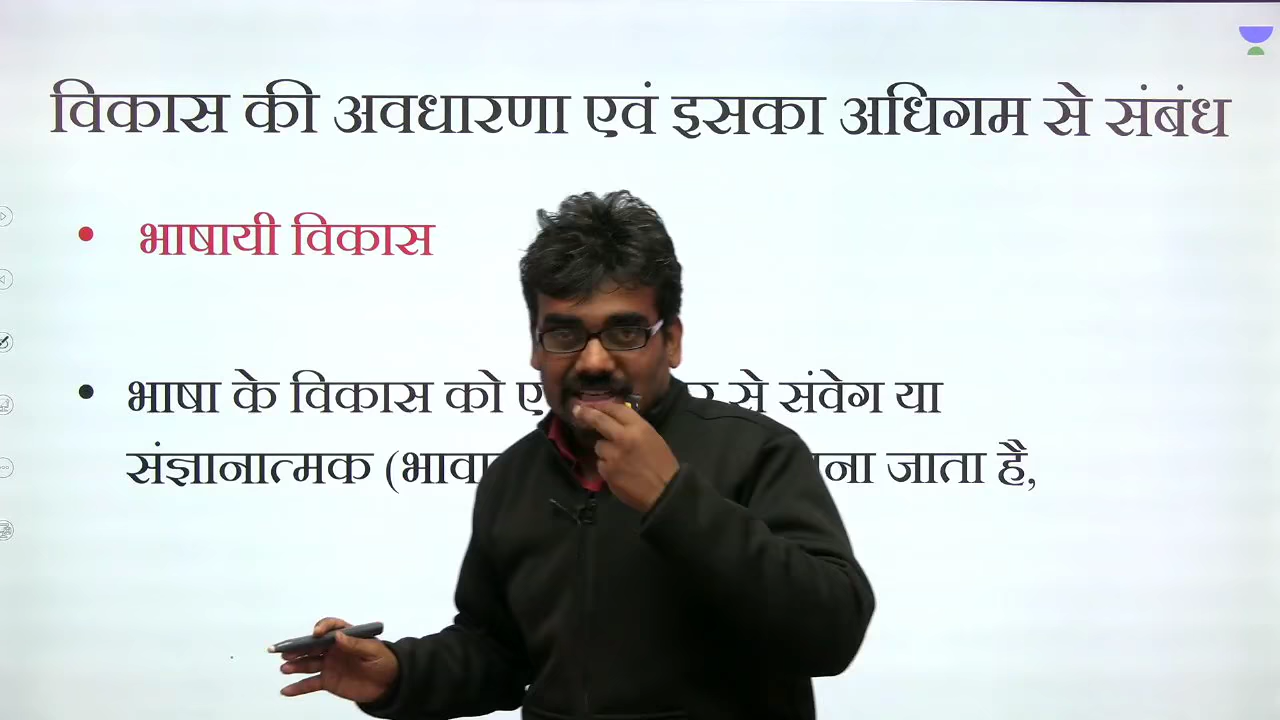 विकास की अवधारणा एवं इसका अधिगम से संबंध
भाषायी विकास
भाषा के विकास को से संवेग या
संज्ञानात्मक जाता है,